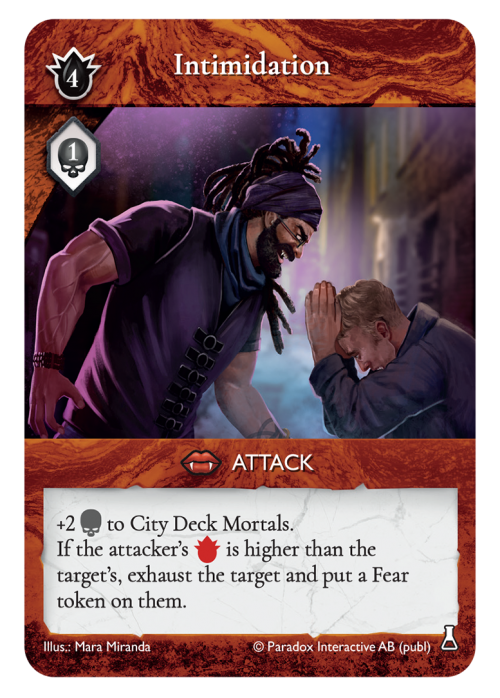 4
Intimidation
1
ATTACK
+2 to City Deck Mortals.
If the attacker's is higher than the
target's, exhaust the target and put a Fear
token on them.
Illus.: Mara Miranda
© Paradox Interactive AB (publ)